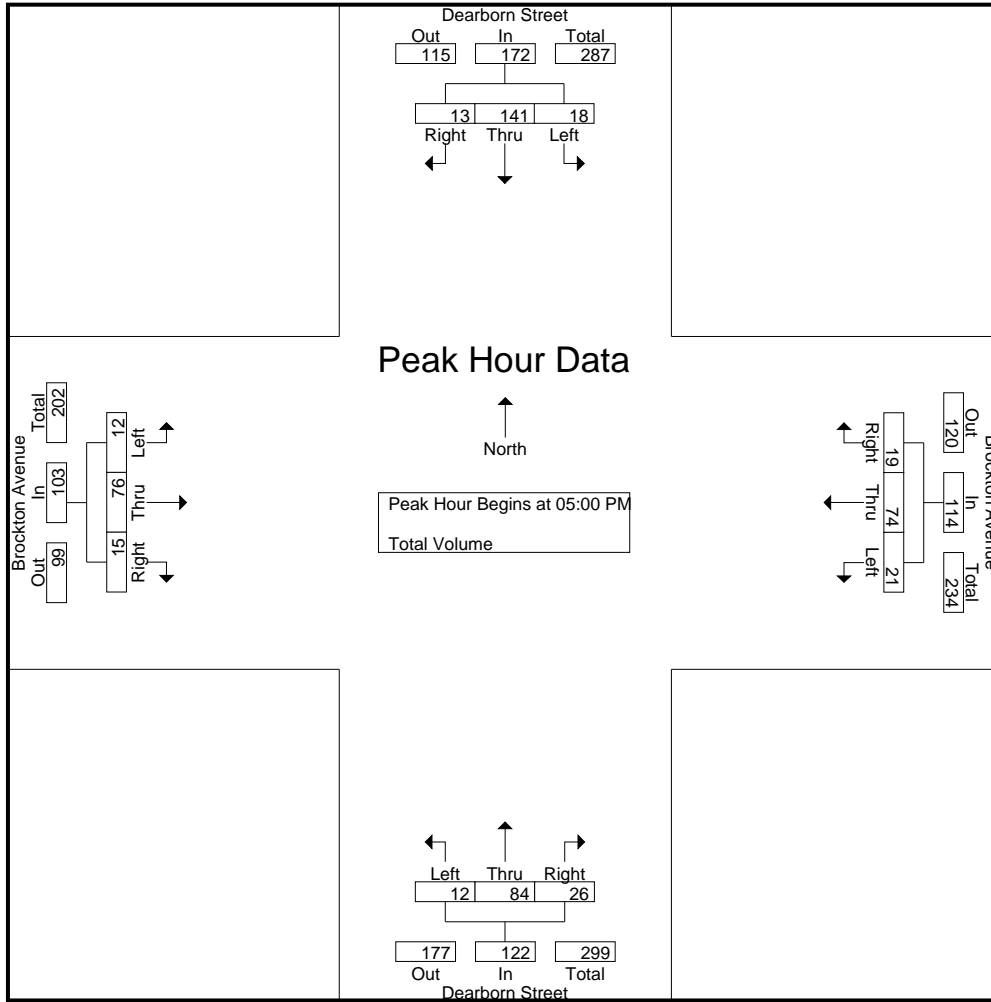 Dearborn Street
Out In Total
115 172 287
13 141 18
Right Thru Left
Peak Hour Data
North
Peak Hour Begins at 05:00 PM
Total Volume
Brockton Avenue
Out In Total
99 103 202
15 76 12
Right Thru Left
Brockton Avenue
Out In Total
120 114 234
19 74 21
Right Thru Left
Left Thru Right
12 84 26
177 122 299
Out In Total
Dearborn Street